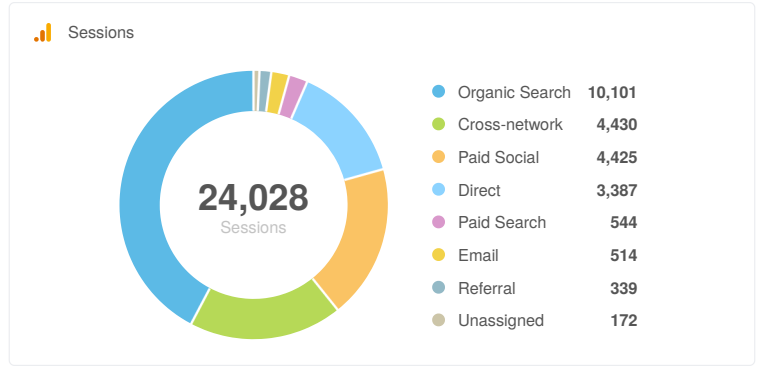 Sessions
24,028
Sessions
Organic Search 10,101
Cross-network 4,430
Paid Social 4,425
Direct 3,387
Paid Search 544
Email 514
Referral 339
Unassigned 172